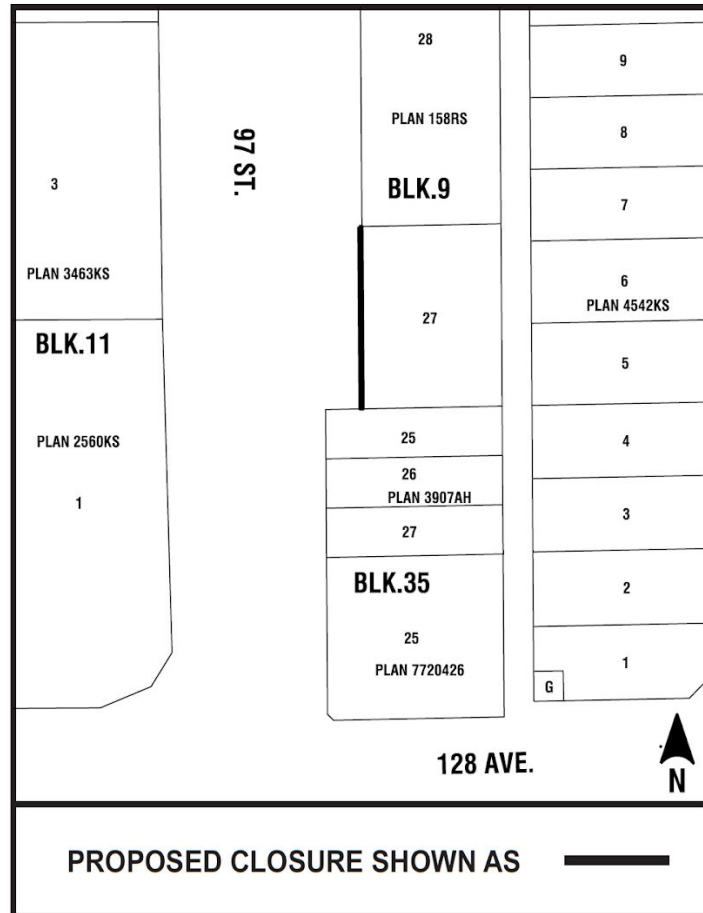 28
9
PLAN 158RS
8
97 ST.
3
BLK.9
7
PLAN 3463KS
6
PLAN 4542KS
27
BLK.11
5
PLAN 2560KS
25
4
26
1
PLAN 3907AH
3
27
BLK.35
2
25
PLAN 7720426
1
G
128 AVE.
N
PROPOSED CLOSURE SHOWN AS